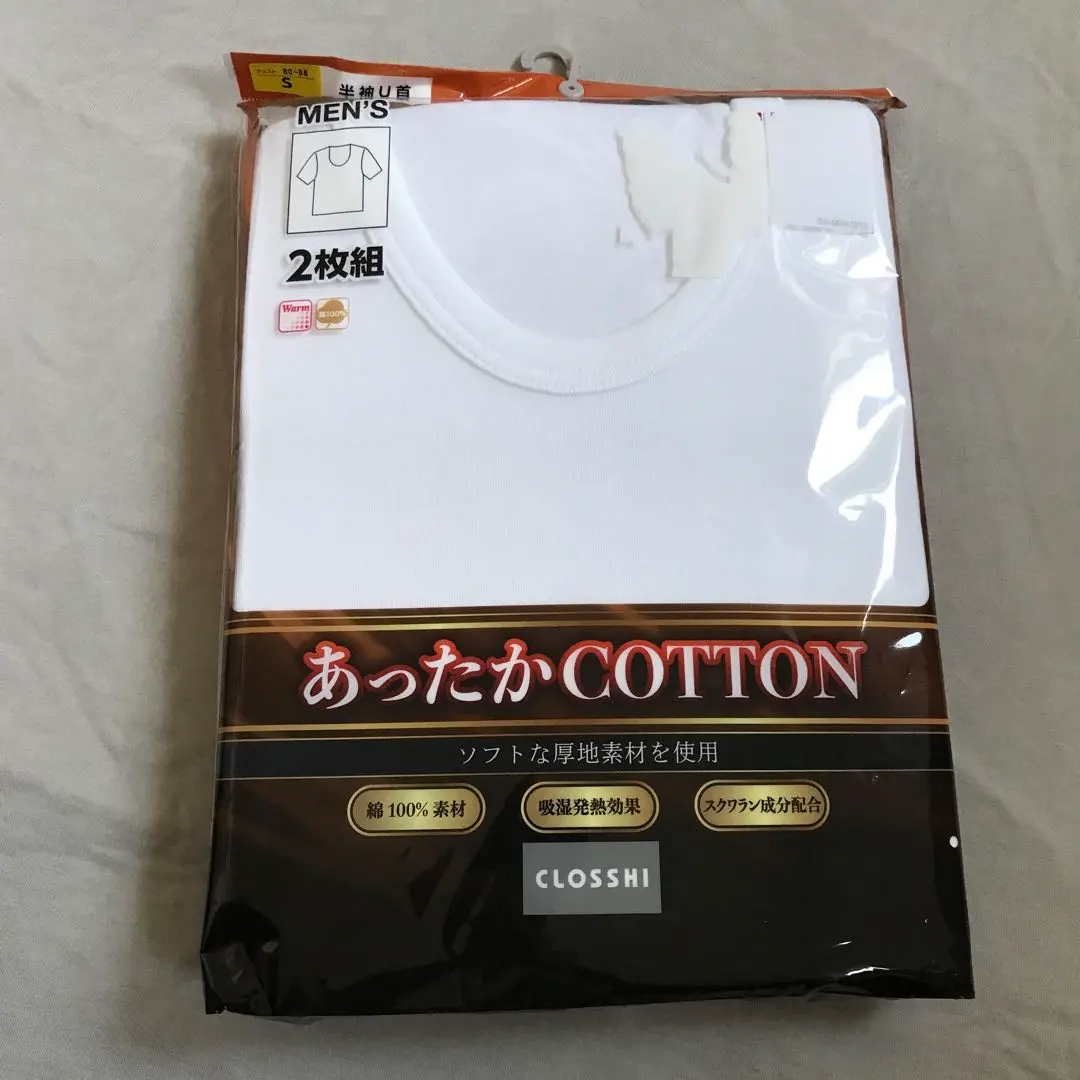 チェスト 80~88
S
半袖U首
MEN'S
2枚組
Warm
綿100%
あったかCOTTON
ソフトな厚地素材を使用
綿100%素材
吸湿発熱効果
スクワラン成分配合
CLOSSHI